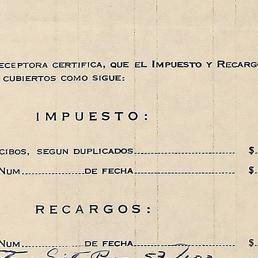 ECEPTORA CERTIFICA, QUE EL IMPUESTO Y RECARGO
CUBIERTOS COMO SIGUE:
IMPUESTO:
CIBOS, SEGUN DUPLICADOS $.
NUM DE FECHA $.
RECARGOS:
NUM DE FECHA $.